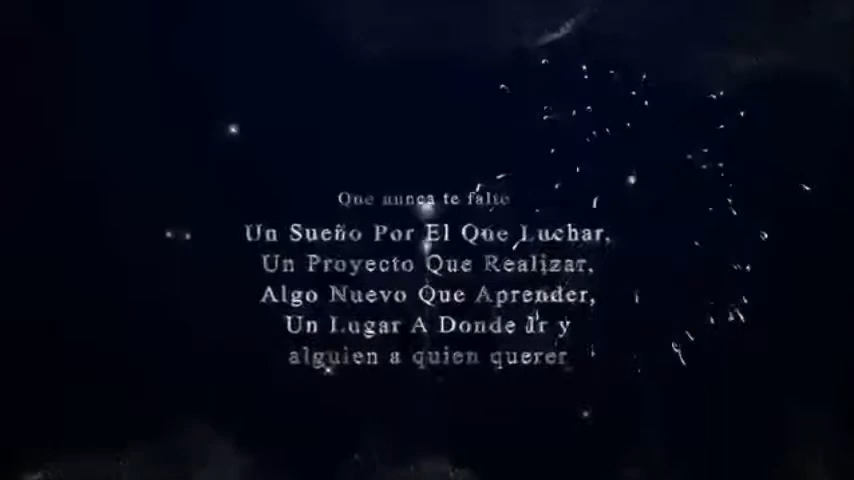 Que nunca te falte
Un Sueño Por El Que Luchar,
Un Proyecto Que Realizar,
Algo Nuevo Que Aprender,
Un Lugar A Donde Ir y
alguien a quien querer